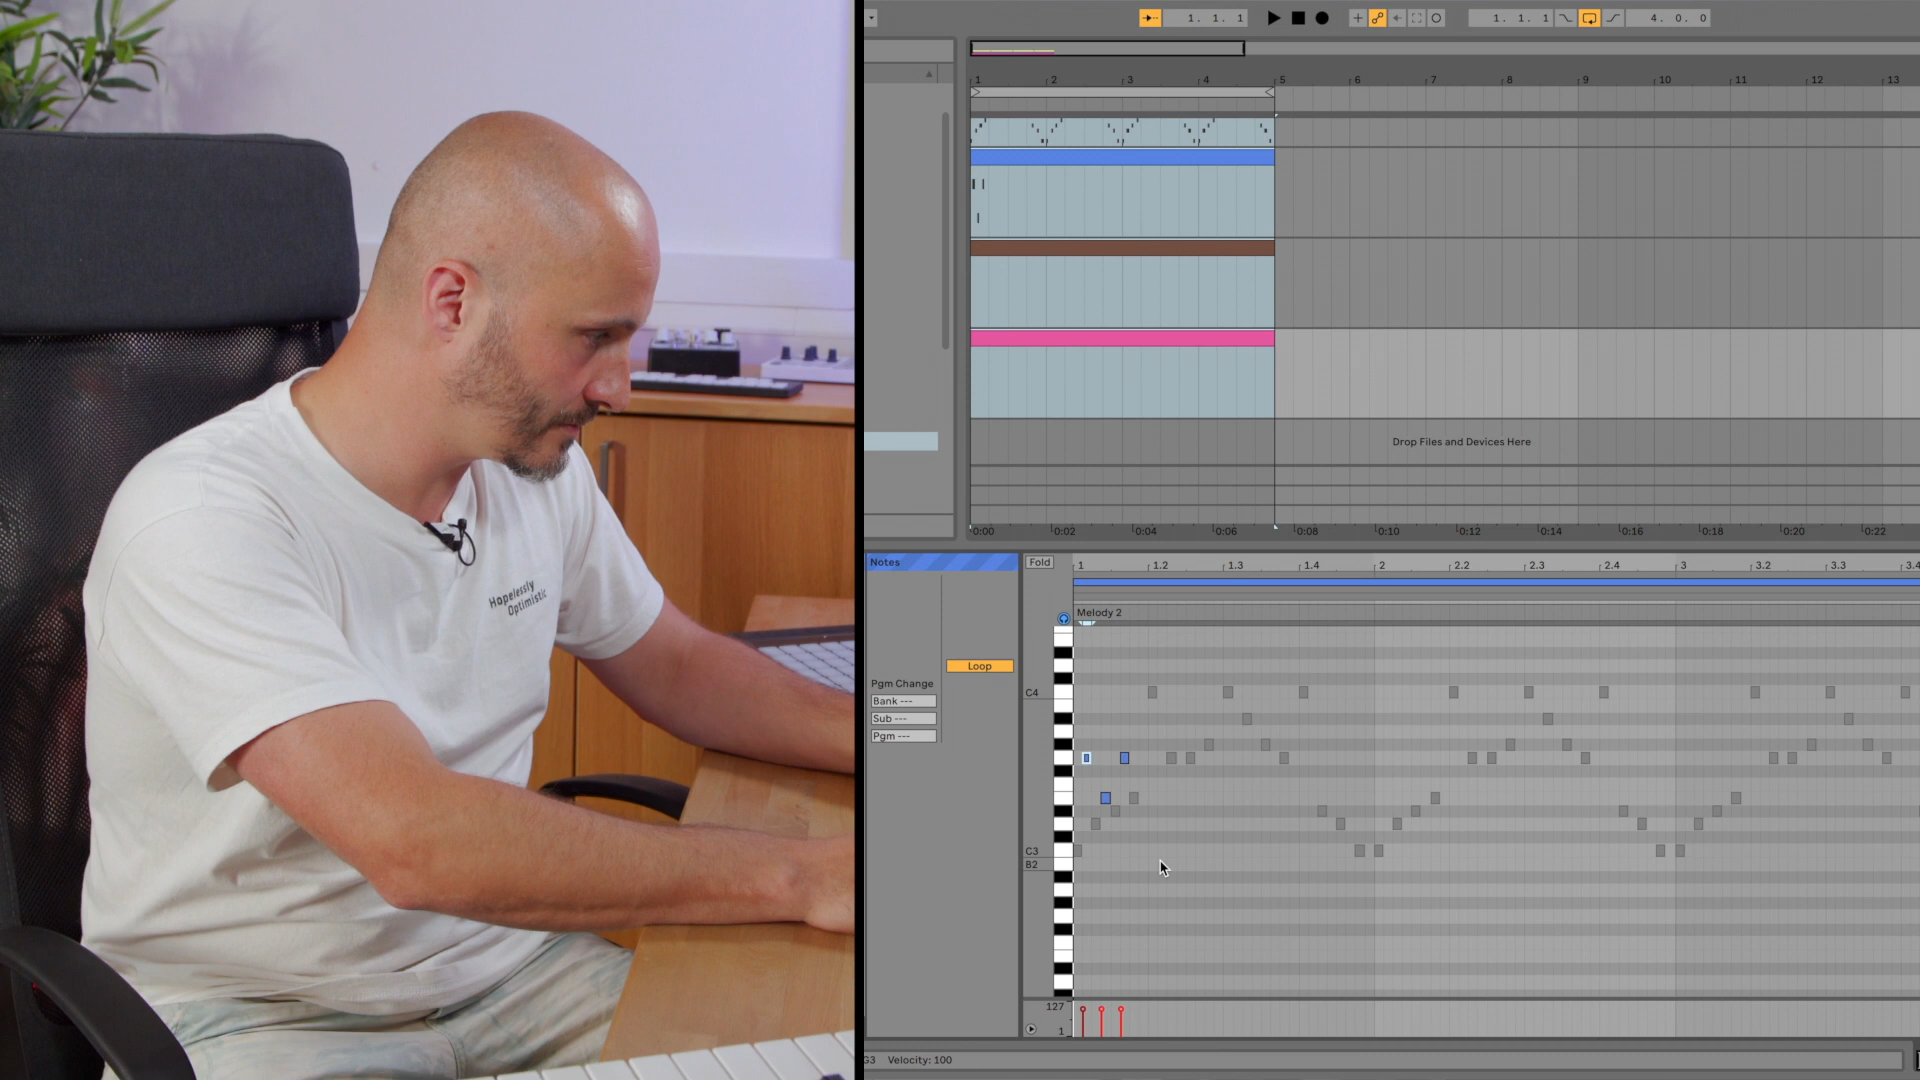 1. 1. 1
1. 1. 1
4. 0. 0
1 2 3 4 5 6 7 8 9 10 11 12 13
Drop Files and Devices Here
0:00 0:02 0:04 0:06 0:08 0:10 0:12 0:14 0:16 0:18 0:20 0:22
Hopelessly
Optimistic
Notes
Fold
1 1.2 1.3 1.4 2 2.2 2.3 2.4 3 3.2 3.3 3.4
Melody 2
Loop
Pgm Change
Bank ---
Sub ---
Pgm ---
C4
C3
B2
127
1
G3 Velocity: 100